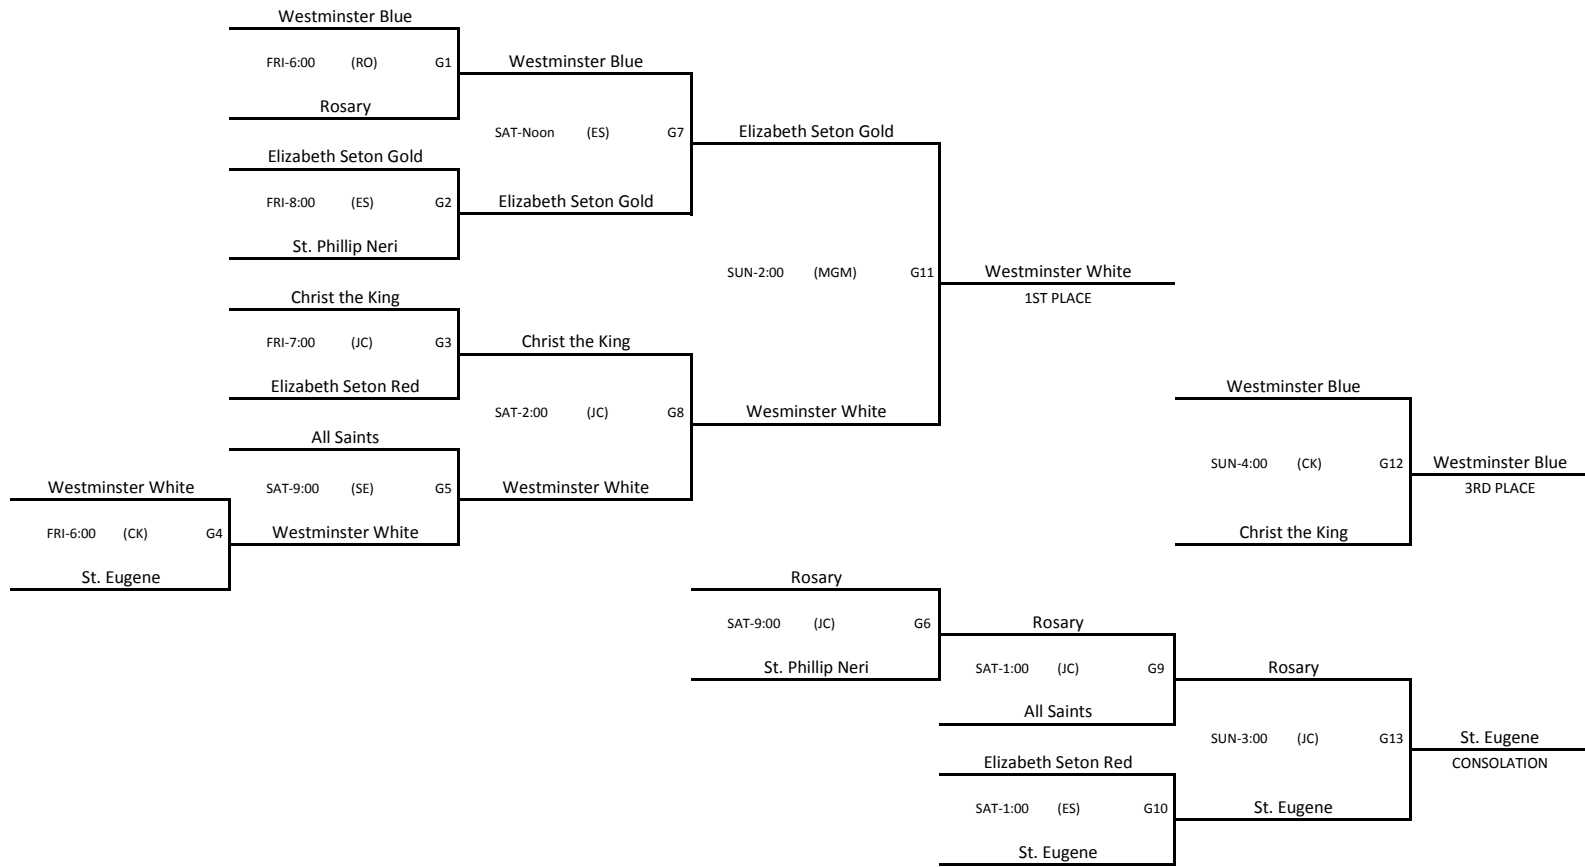 Westminster Blue
FRI-6:00 (RO) G1 Westminster Blue
Rosary
SAT-Noon (ES) G7 Elizabeth Seton Gold
Elizabeth Seton Gold
FRI-8:00 (ES) G2 Elizabeth Seton Gold
St. Phillip Neri
SUN-2:00 (MGM) G11 Westminster White
Christ the King
1ST PLACE
FRI-7:00 (JC) G3 Christ the King
Elizabeth Seton Red
Westminster Blue
SAT-2:00 (JC) G8 Wesminster White
All Saints
SUN-4:00 (CK) G12 Westminster Blue
Westminster White
SAT-9:00 (SE) G5 Westminster White
3RD PLACE
FRI-6:00 (CK) G4 Westminster White
Christ the King
St. Eugene
Rosary
SAT-9:00 (JC) G6 Rosary
St. Phillip Neri
SAT-1:00 (JC) G9 Rosary
All Saints
SUN-3:00 (JC) G13 St. Eugene
Elizabeth Seton Red
CONSOLATION
SAT-1:00 (ES) G10 St. Eugene
St. Eugene